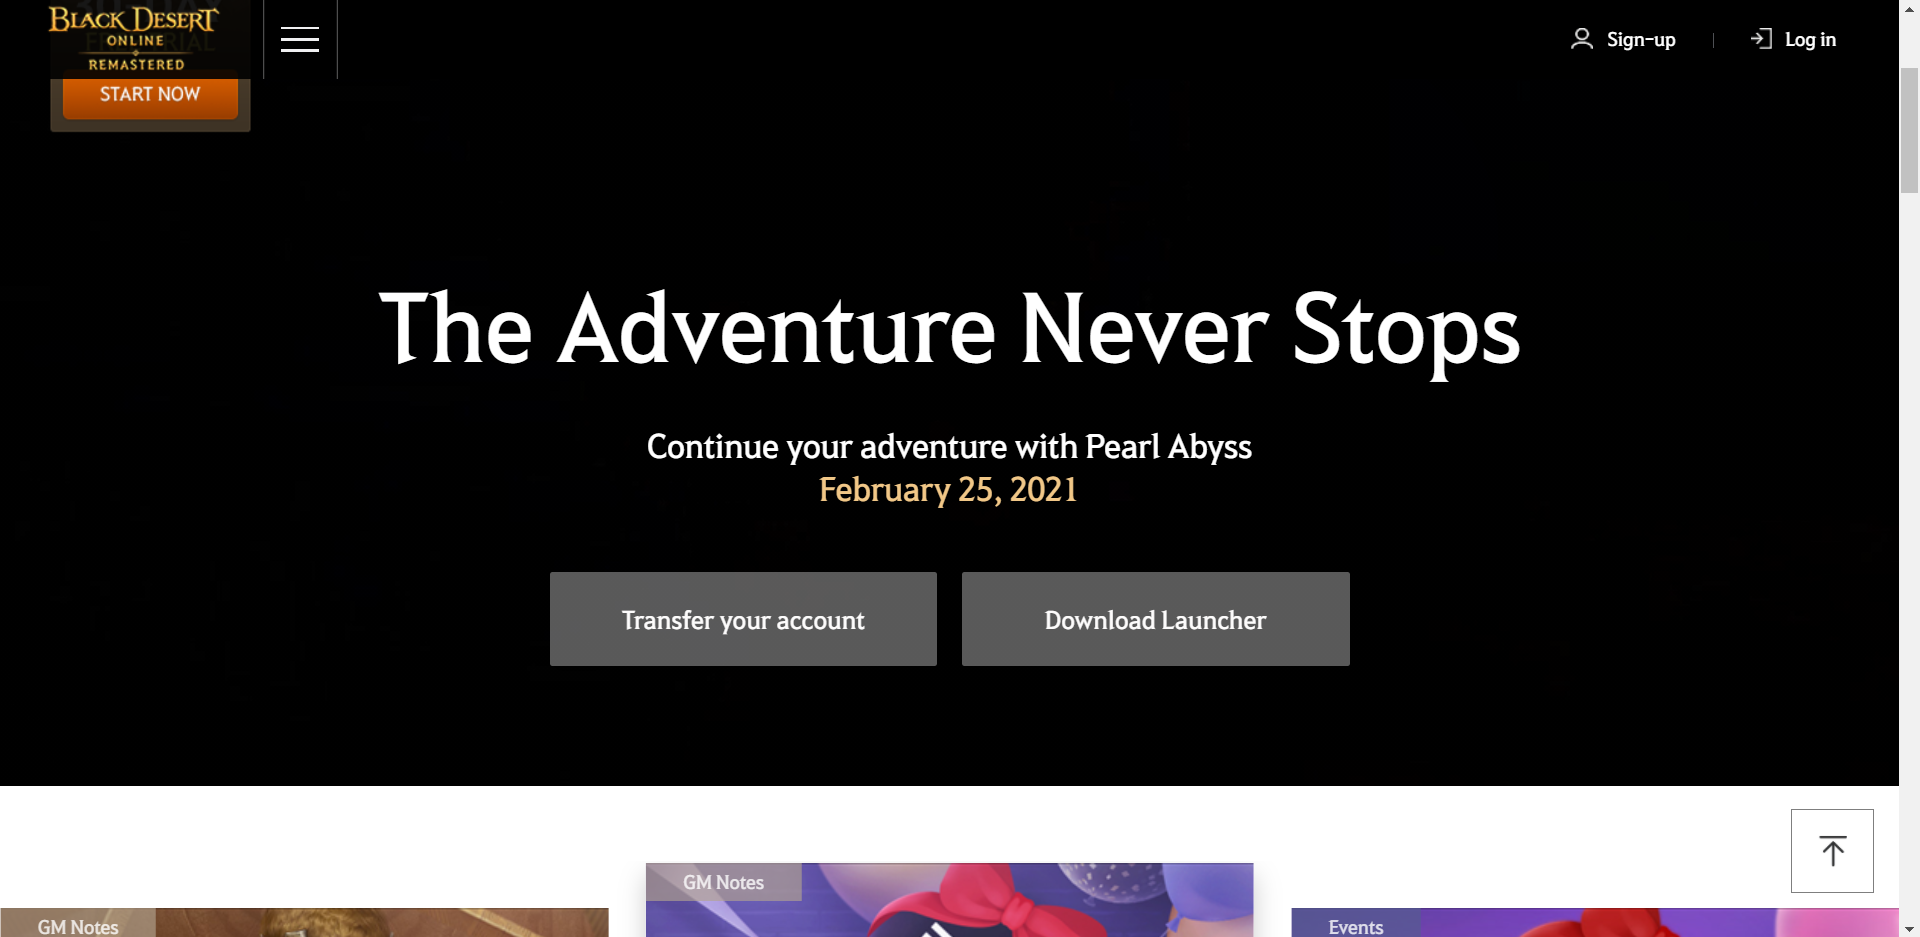 BLACK DESERT
ONLINE
REMASTERED
START NOW
Sign-up
Log in
The Adventure Never Stops
Continue your adventure with Pearl Abyss
February 25, 2021
Transfer your account
Download Launcher
GM Notes
GM Notes
Events